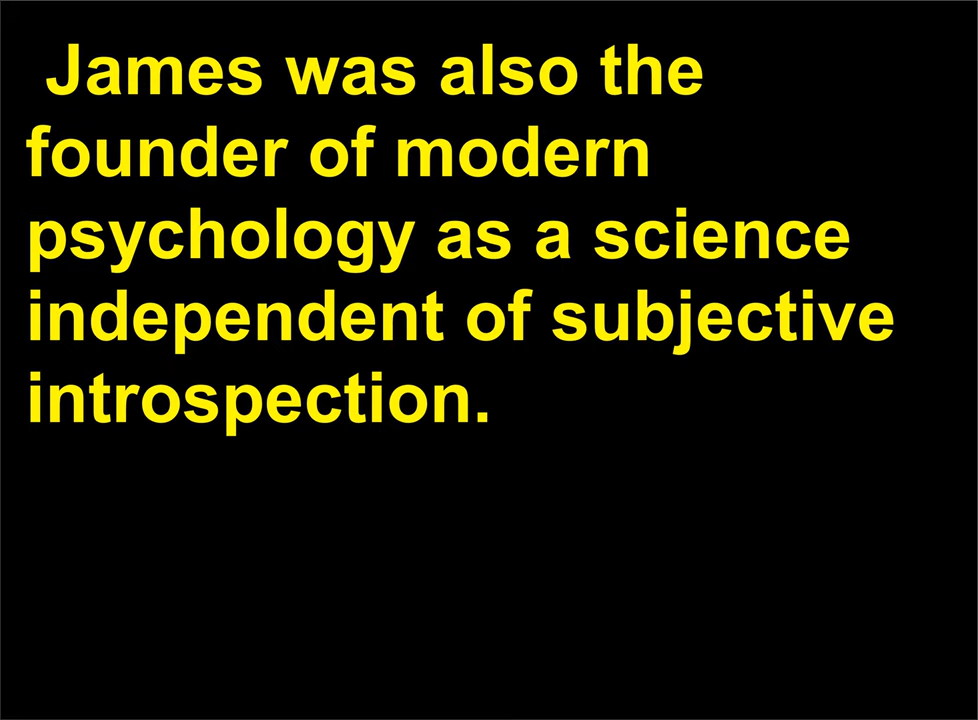 James was also the
founder of modern
psychology as a science
independent of subjective
introspection.